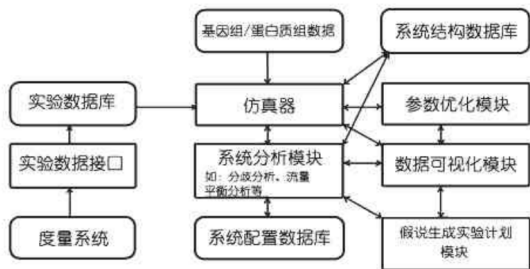 基因组/蛋白质组数据
系统结构数据库
实验数据库
仿真器
参数优化模块
实验数据接口
系统分析模块
如：分歧分析、流量
平衡分析等
数据可视化模块
度量系统
系统配置数据库
假说生成实验计划
模块